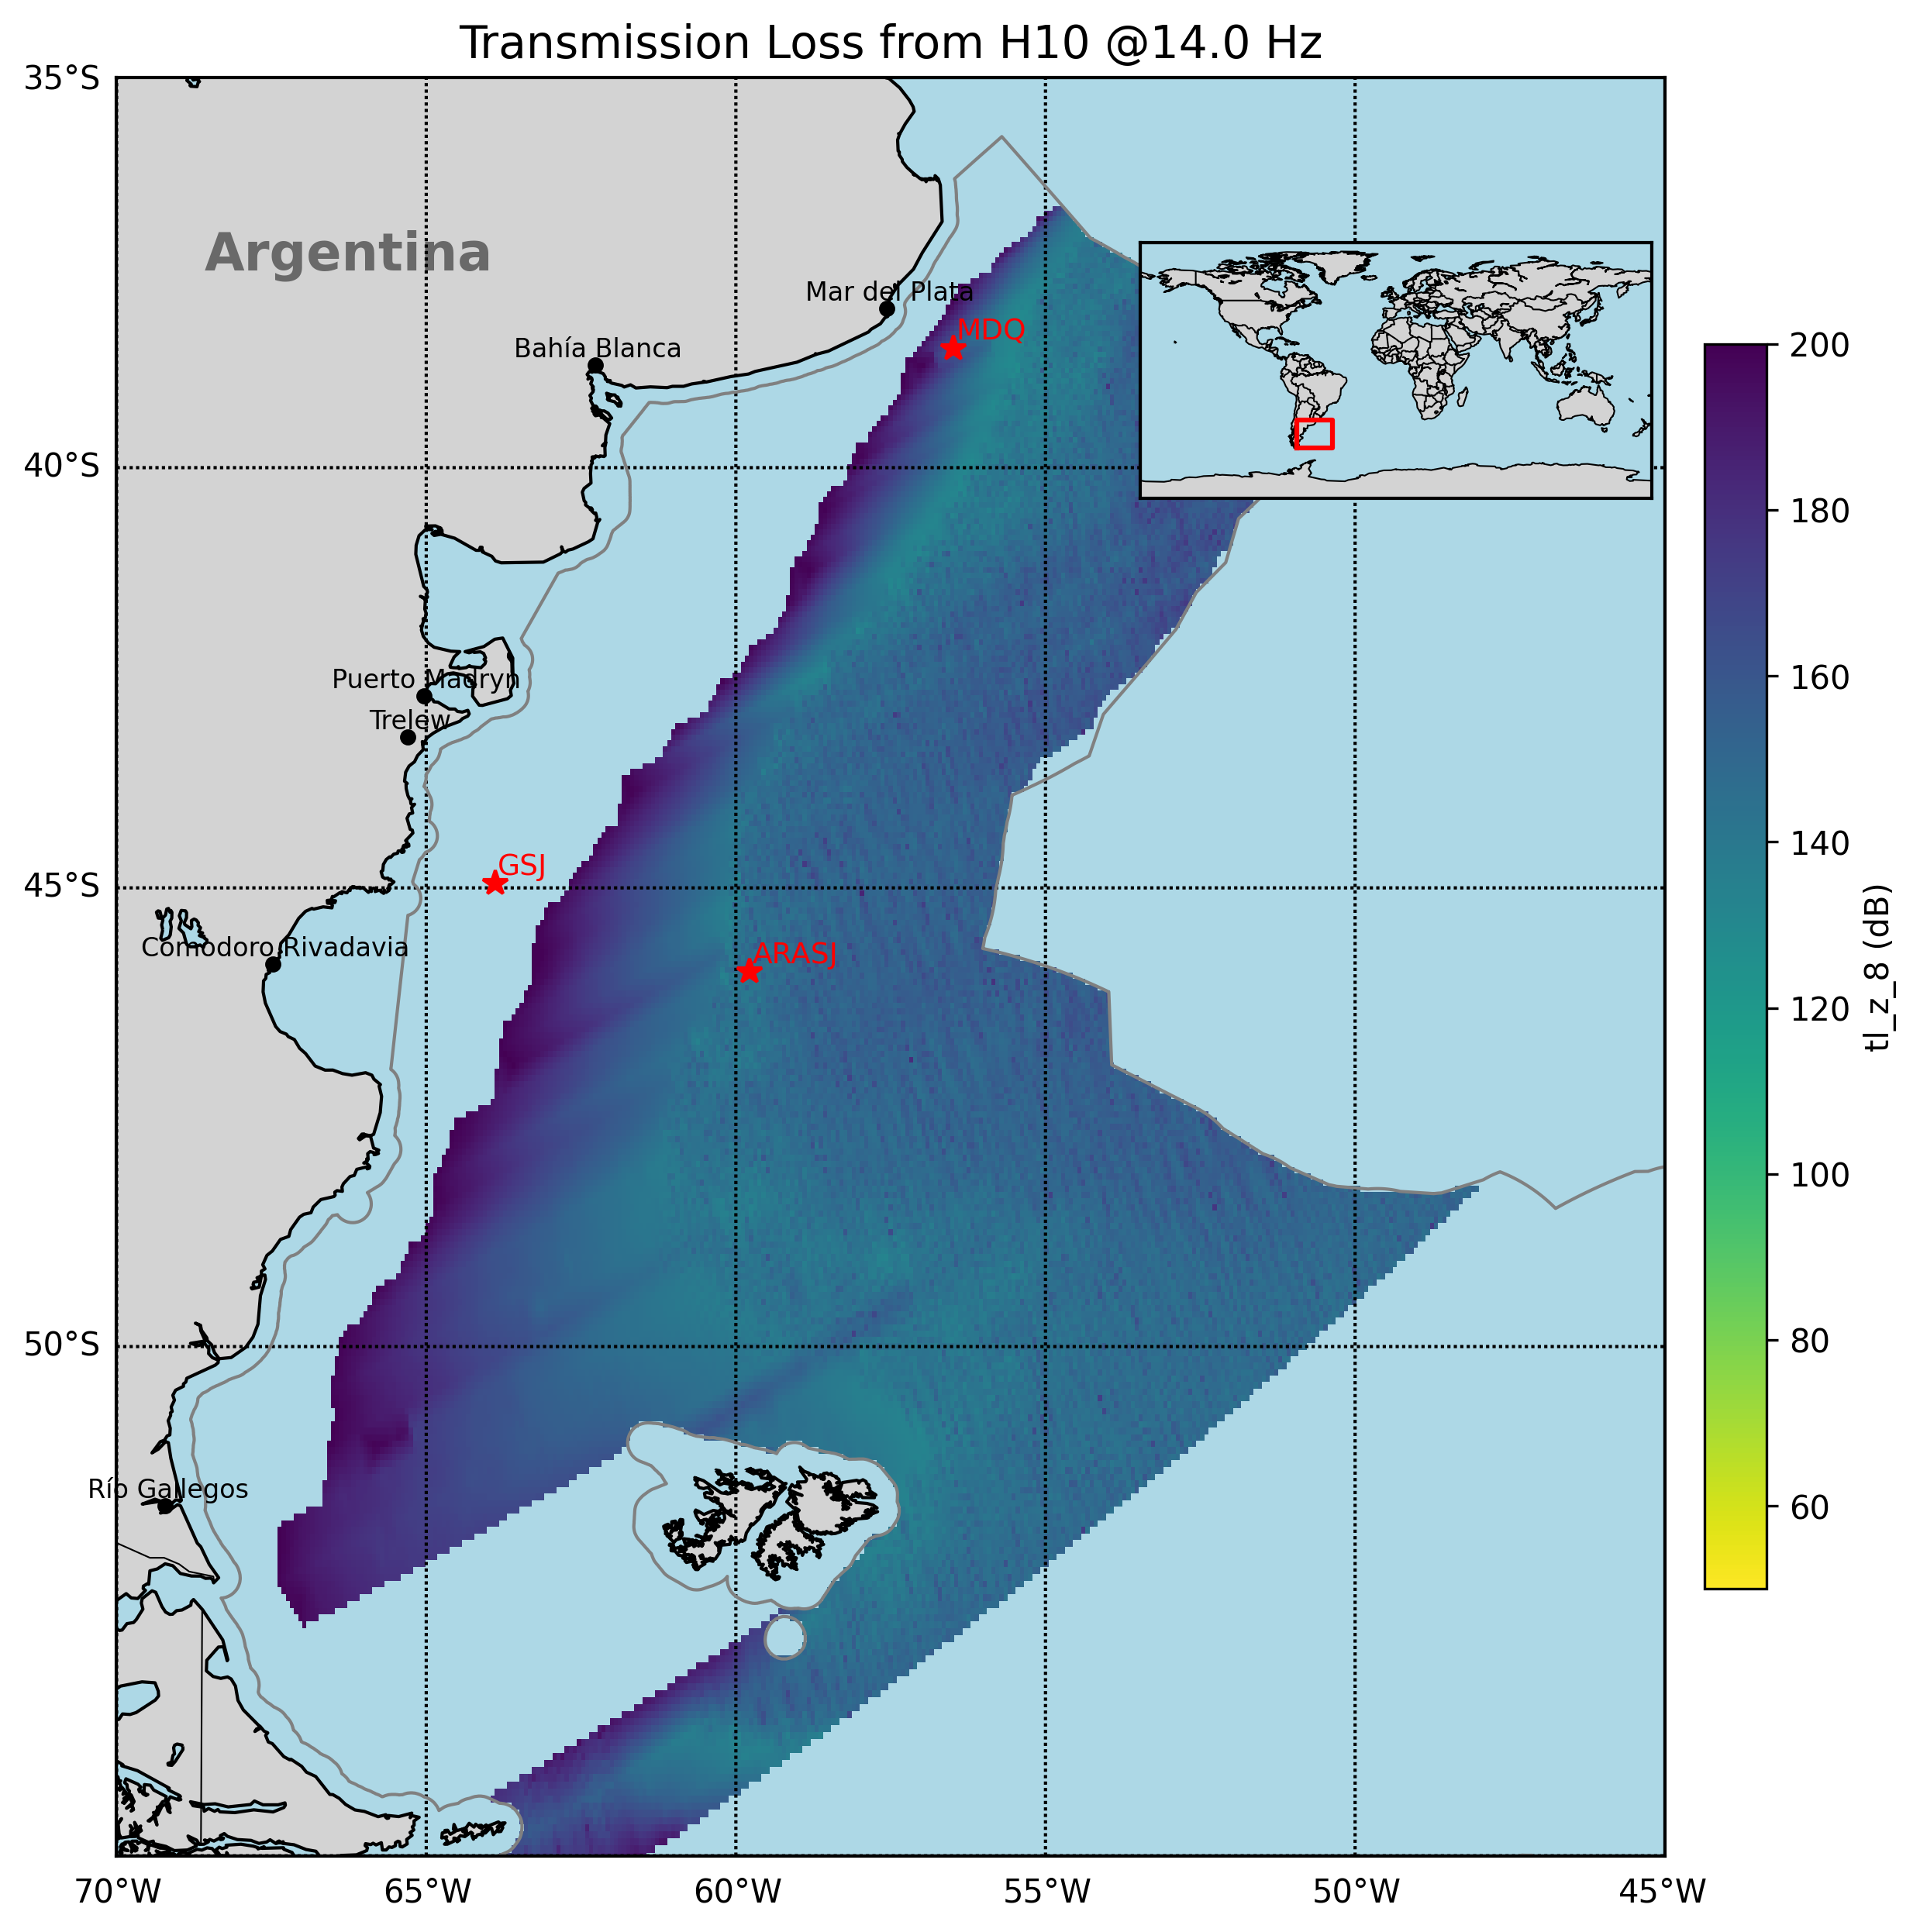 Transmission Loss from H10 @14.0 Hz
35°S
Argentina
Mar del Plata
MDQ
Bahía Blanca
200
40°S
180
160
Puerto Madryn
Trelew
140
GSJ
45°S
tl_z_8 (dB)
Comodoro Rivadavia
ARASJ
120
100
50°S
80
Río Gallegos
60
70°W 65°W 60°W 55°W 50°W 45°W